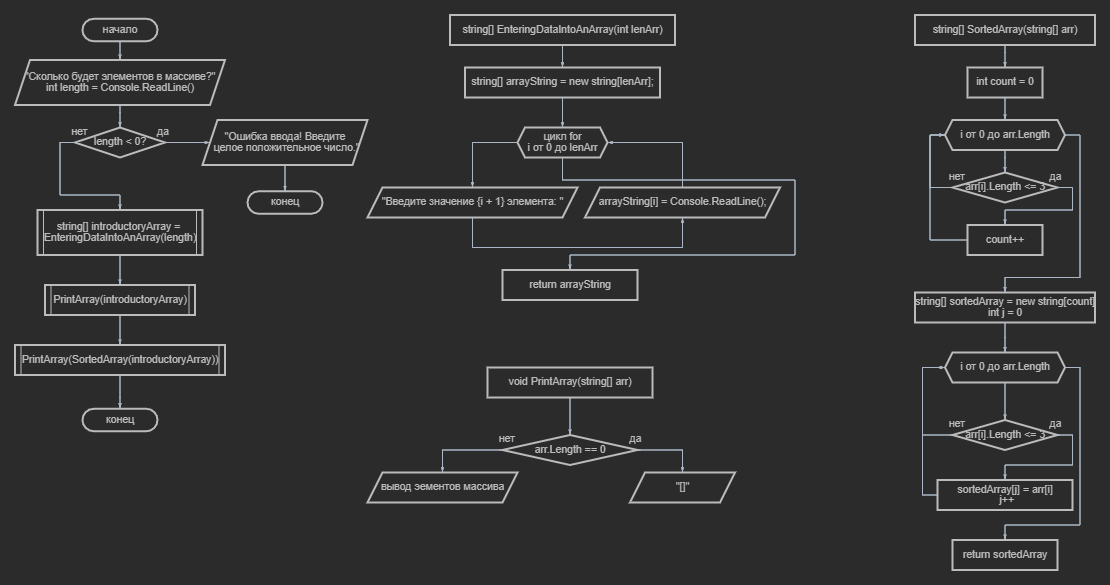 начало
"Сколько будет элементов в массиве?"
int length = Console.ReadLine()
нет
да
length < 0?
"Ошибка ввода! Введите
целое положительное число."
конец
string[] introductoryArray =
EnteringDataIntoAnArray(length)
PrintArray(introductoryArray)
PrintArray(SortedArray(introductoryArray))
конец
string[] EnteringDataIntoAnArray(int lenArr)
string[] arrayString = new string[lenArr];
цикл for
i от 0 до lenArr
"Введите значение {i + 1} элемента: "
arrayString[i] = Console.ReadLine();
return arrayString
void PrintArray(string[] arr)
нет
да
arr.Length == 0
вывод эементов массива
"[]"
string[] SortedArray(string[] arr)
int count = 0
i от 0 до arr.Length
нет
да
arr[i].Length <= 3
count++
string[] sortedArray = new string[count]
int j = 0
i от 0 до arr.Length
нет
да
arr[i].Length <= 3
sortedArray[j] = arr[i]
j++
return sortedArray